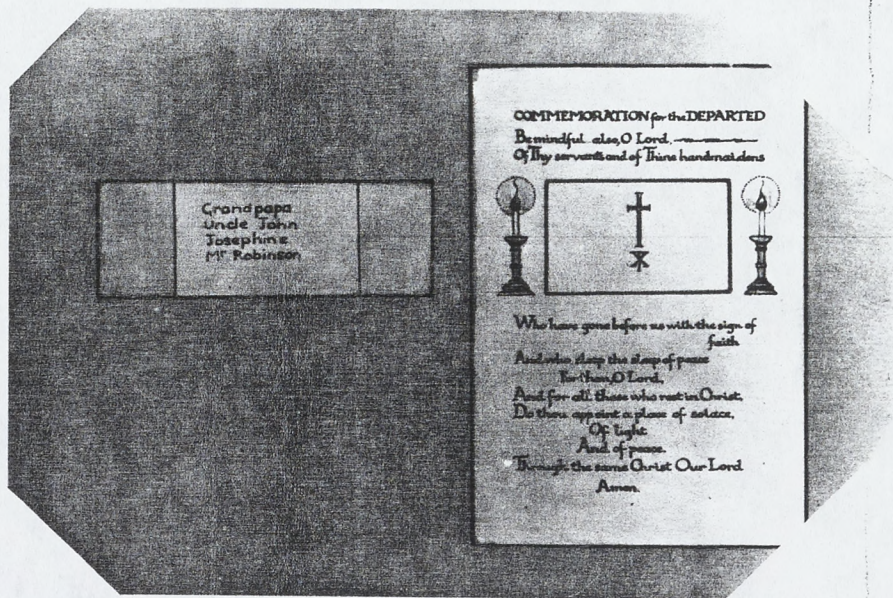 Grandpapa
Uncle John
Josephine
Mr Robinson
COMMEMORATION for the DEPARTED
Be mindful also, O Lord,
Of Thy servants and of Thine handmaidens
Who have gone before us with the sign of
faith
And who sleep the sleep of peace
For them, O Lord,
And for all those who rest in Christ,
Do thou appoint a place of solace,
Of light
And of peace.
Through the same Christ Our Lord
Amen.